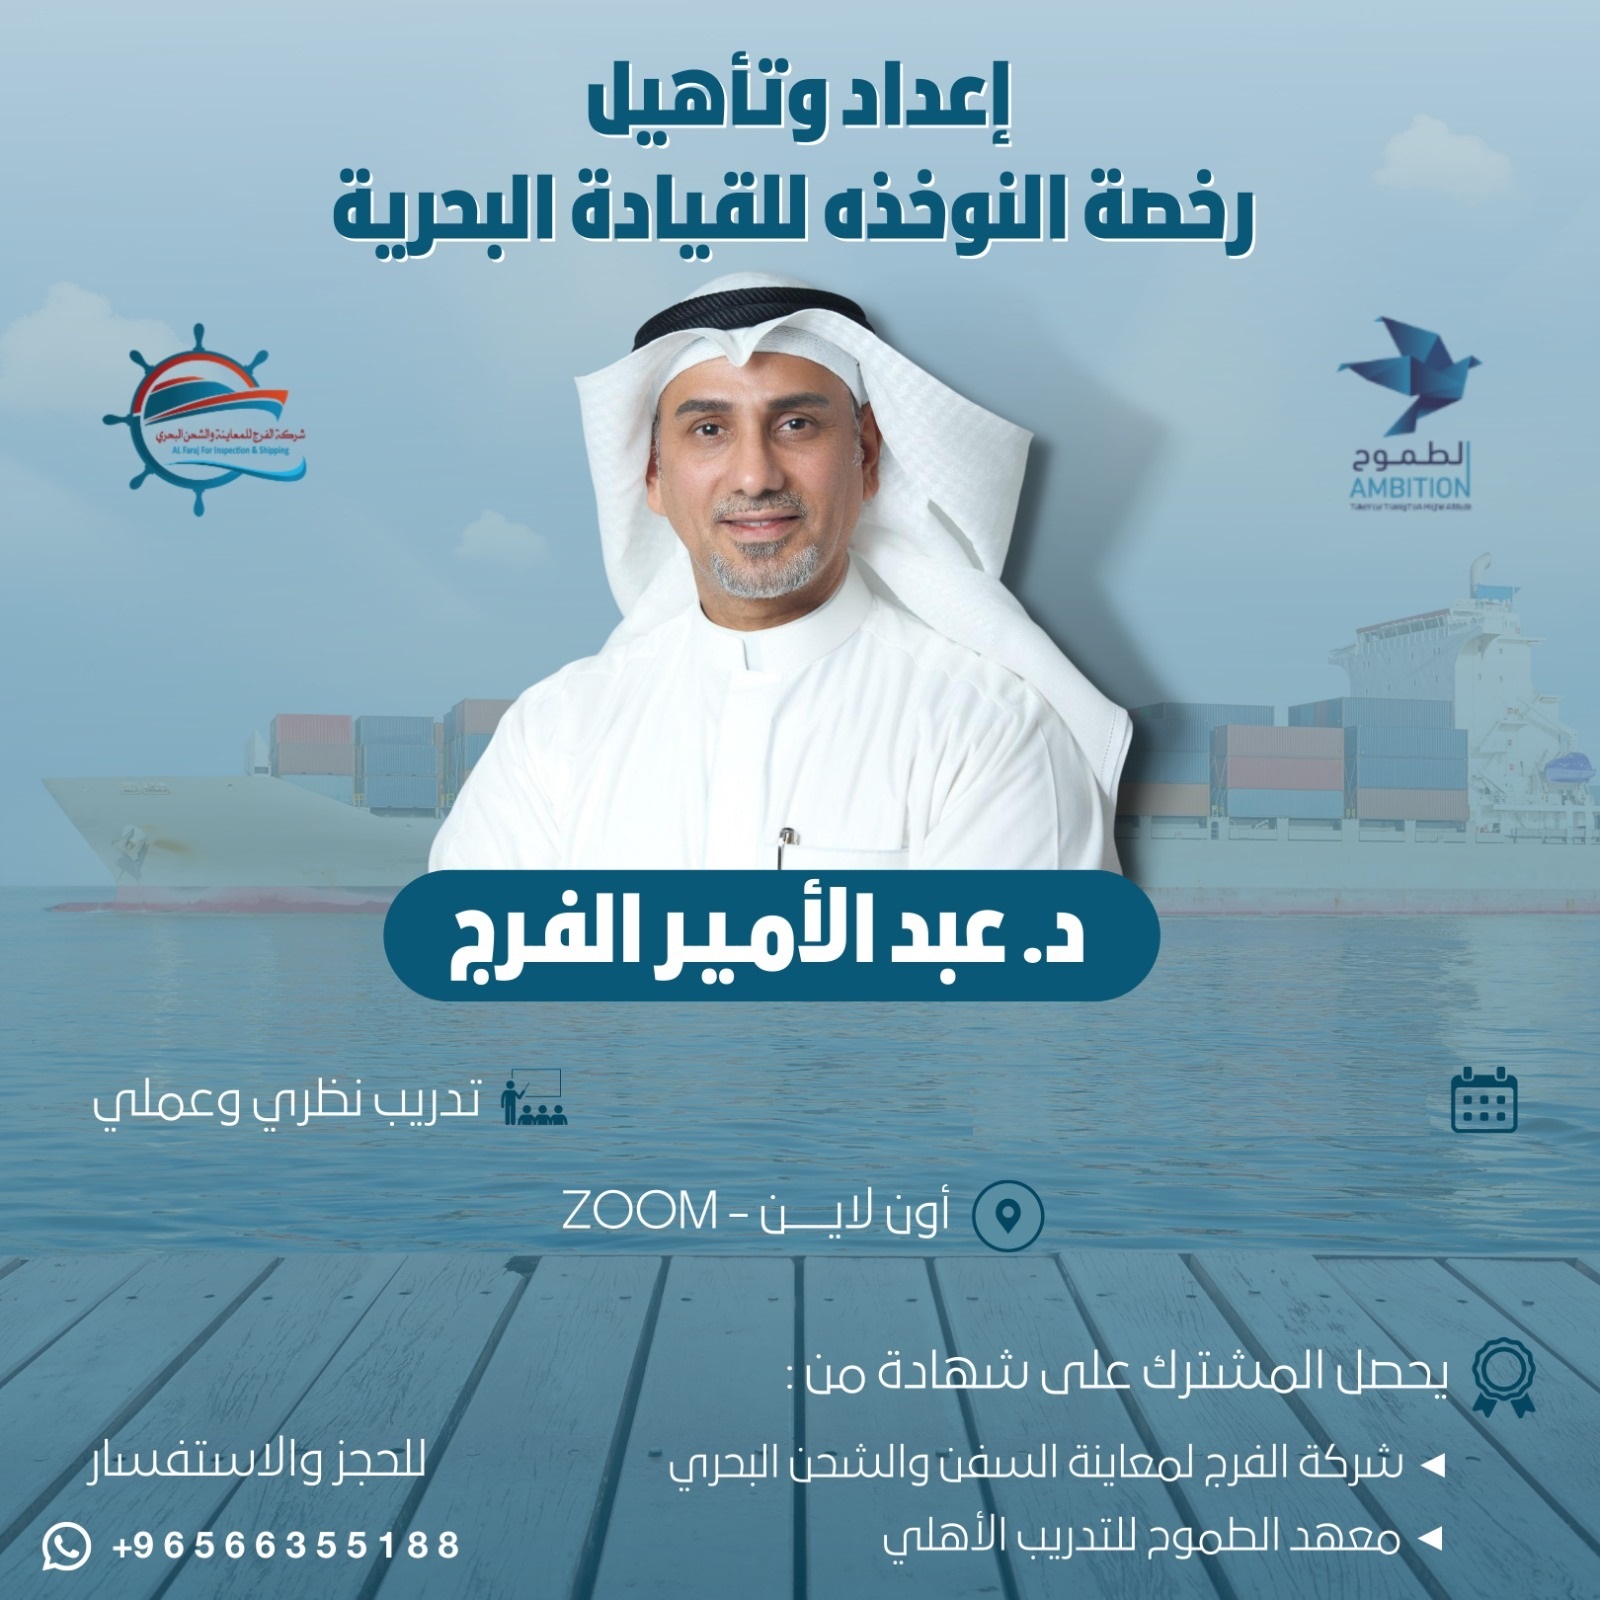 إعداد وتأهيل
رخصة النوخذه للقيادة البحرية
شركة الفرج للمعاينة والشحن البحري
AL Faraj For Inspection & Shipping
الطموح
AMBITION
د. عبد الأمير الفرج
تدريب نظري وعملي
أون لايـــن - ZOOM
يحصل المشترك على شهادة من :
شركة الفرج لمعاينة السفن والشحن البحري
معهد الطموح للتدريب الأهلي
للحجز والاستفسار
+96566355188